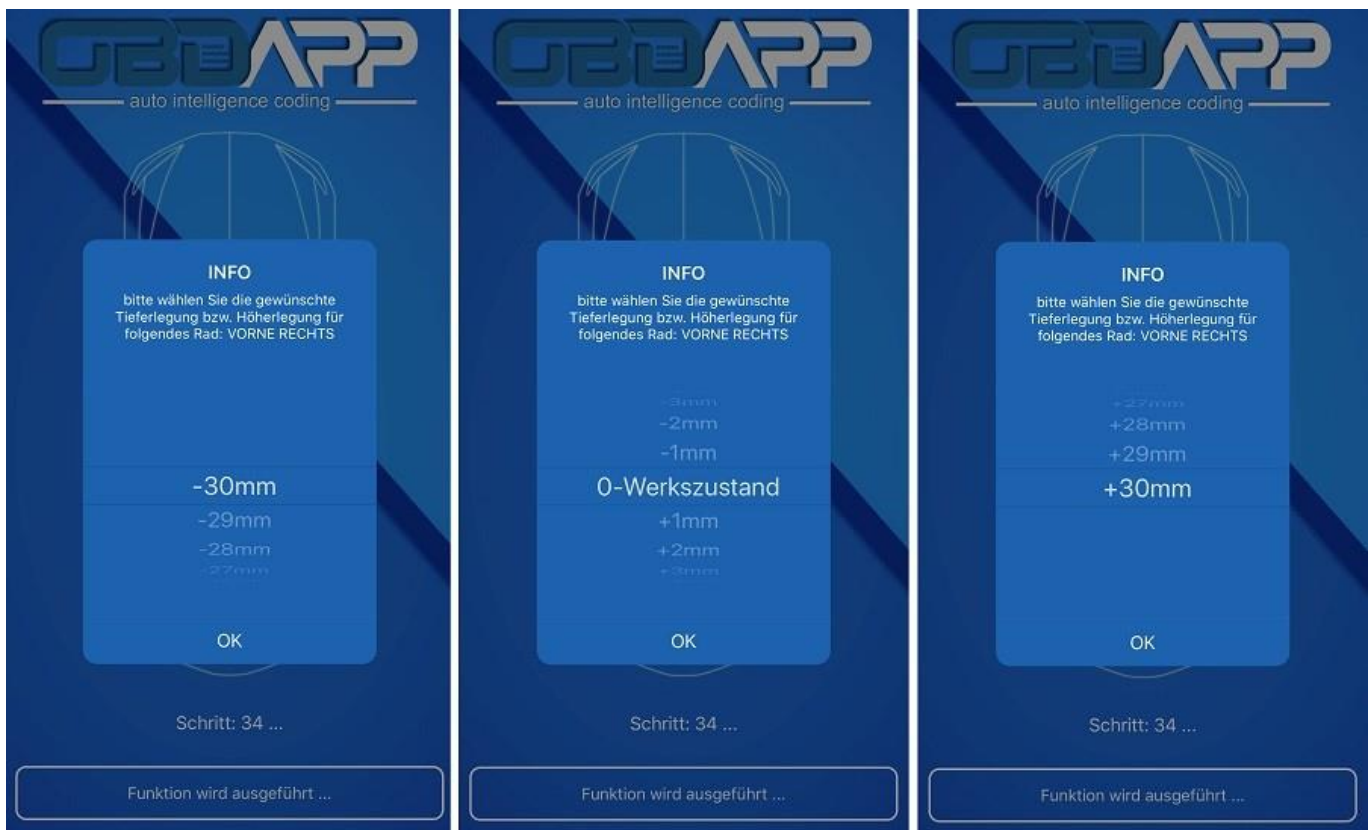 OBDAPP
auto intelligence coding
INFO
bitte wählen Sie die gewünschte
Tieferlegung bzw. Höherlegung für
folgendes Rad: VORNE RECHTS
-30mm
-29mm
-28mm
-27mm
OK
Schritt: 34 ...
Funktion wird ausgeführt ...
OBDAPP
auto intelligence coding
INFO
bitte wählen Sie die gewünschte
Tieferlegung bzw. Höherlegung für
folgendes Rad: VORNE RECHTS
-3mm
-2mm
-1mm
0-Werkszustand
+1mm
+2mm
+3mm
OK
Schritt: 34 ...
Funktion wird ausgeführt ...
OBDAPP
auto intelligence coding
INFO
bitte wählen Sie die gewünschte
Tieferlegung bzw. Höherlegung für
folgendes Rad: VORNE RECHTS
+27mm
+28mm
+29mm
+30mm
OK
Schritt: 34 ...
Funktion wird ausgeführt ...